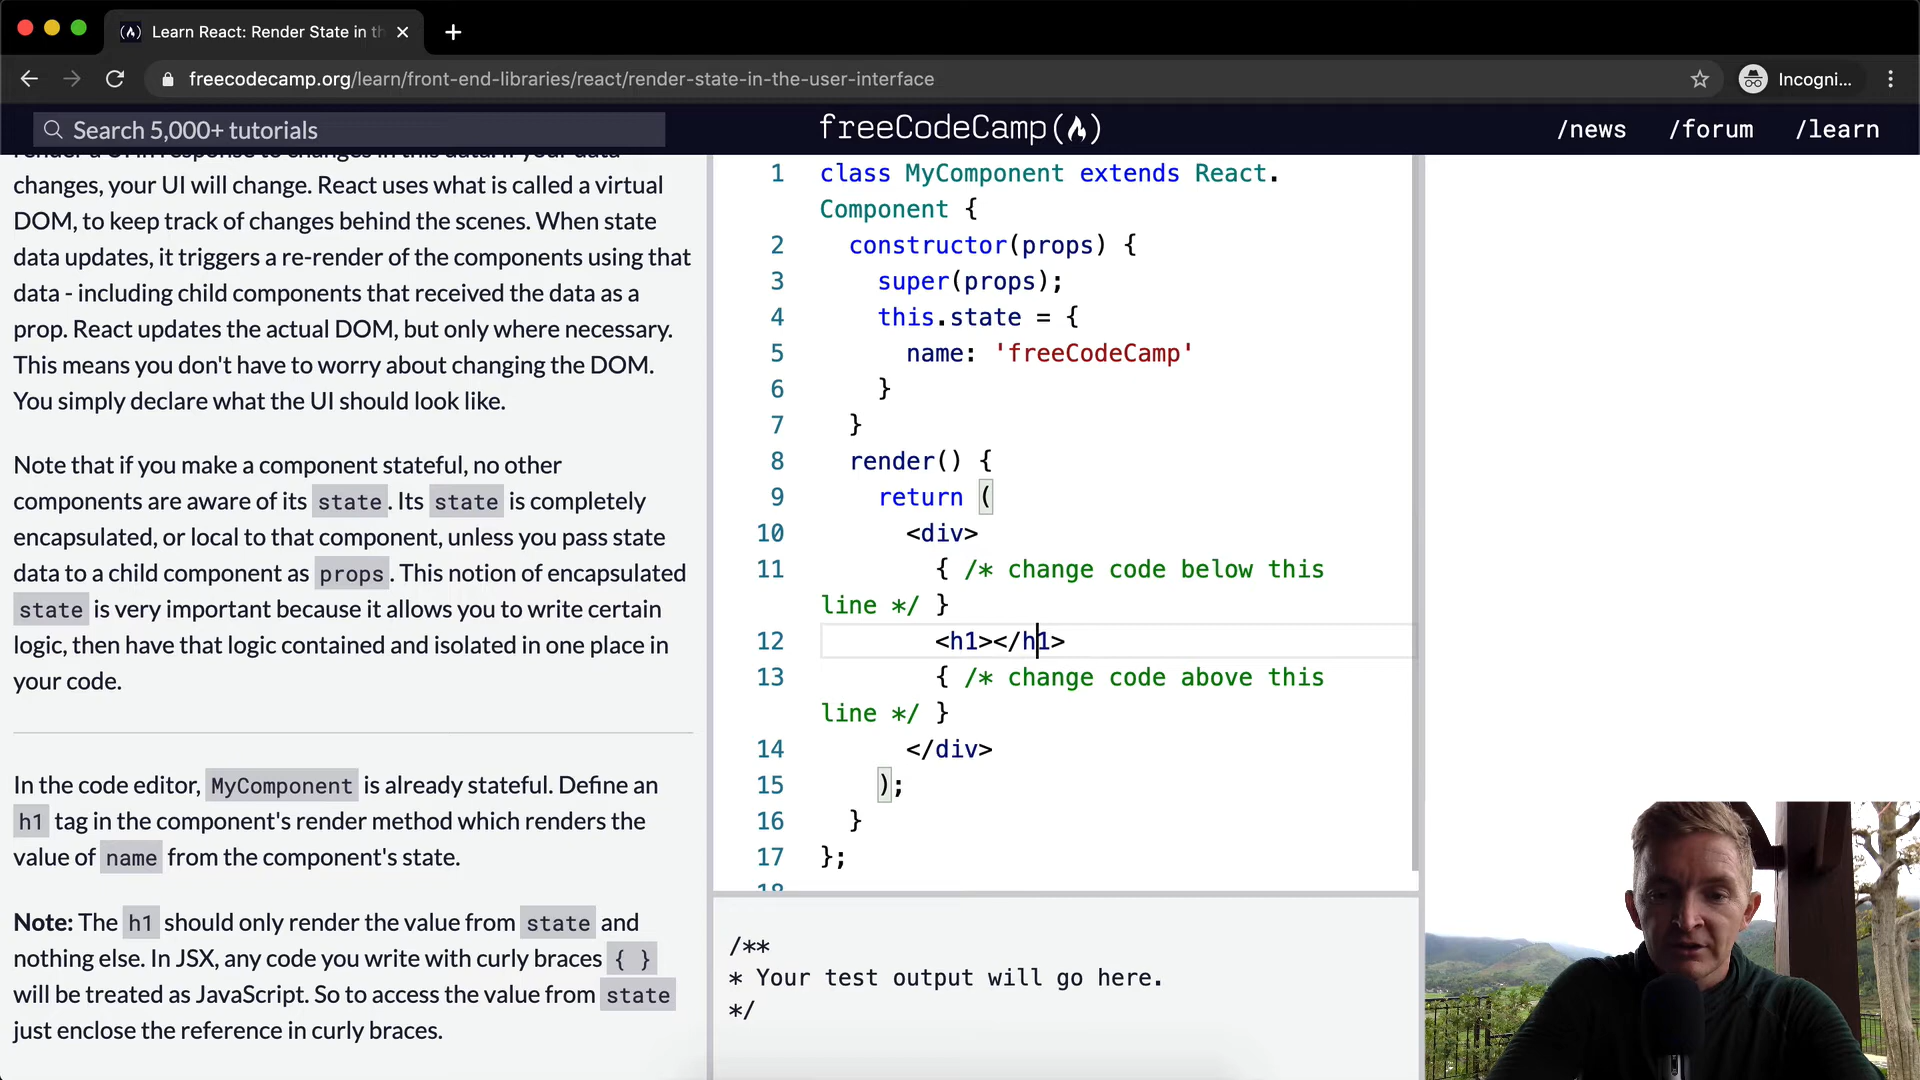 Learn React: Render State in th
freecodecamp.org/learn/front-end-libraries/react/render-state-in-the-user-interface
Incogni...
Search 5,000+ tutorials
freeCodeCamp
/news
/forum
/learn
render a UI in response to changes in this data. If your data
changes, your UI will change. React uses what is called a virtual
DOM, to keep track of changes behind the scenes. When state
data updates, it triggers a re-render of the components using that
data - including child components that received the data as a
prop. React updates the actual DOM, but only where necessary.
This means you don't have to worry about changing the DOM.
You simply declare what the UI should look like.
Note that if you make a component stateful, no other
components are aware of its state. Its state is completely
encapsulated, or local to that component, unless you pass state
data to a child component as props. This notion of encapsulated
state is very important because it allows you to write certain
logic, then have that logic contained and isolated in one place in
your code.
In the code editor, MyComponent is already stateful. Define an
h1 tag in the component's render method which renders the
value of name from the component's state.
Note: The h1 should only render the value from state and
nothing else. In JSX, any code you write with curly braces { }
will be treated as JavaScript. So to access the value from state
just enclose the reference in curly braces.
1 class MyComponent extends React.
Component {
2 constructor(props) {
3 super(props);
4 this.state = {
5 name: 'freeCodeCamp'
6 }
7 }
8 render() {
9 return (
10 <div>
11 { /* change code below this
line */ }
12 <h1></h1>
13 { /* change code above this
line */ }
14 </div>
15 );
16 }
17 };
18
/**
* Your test output will go here.
*/